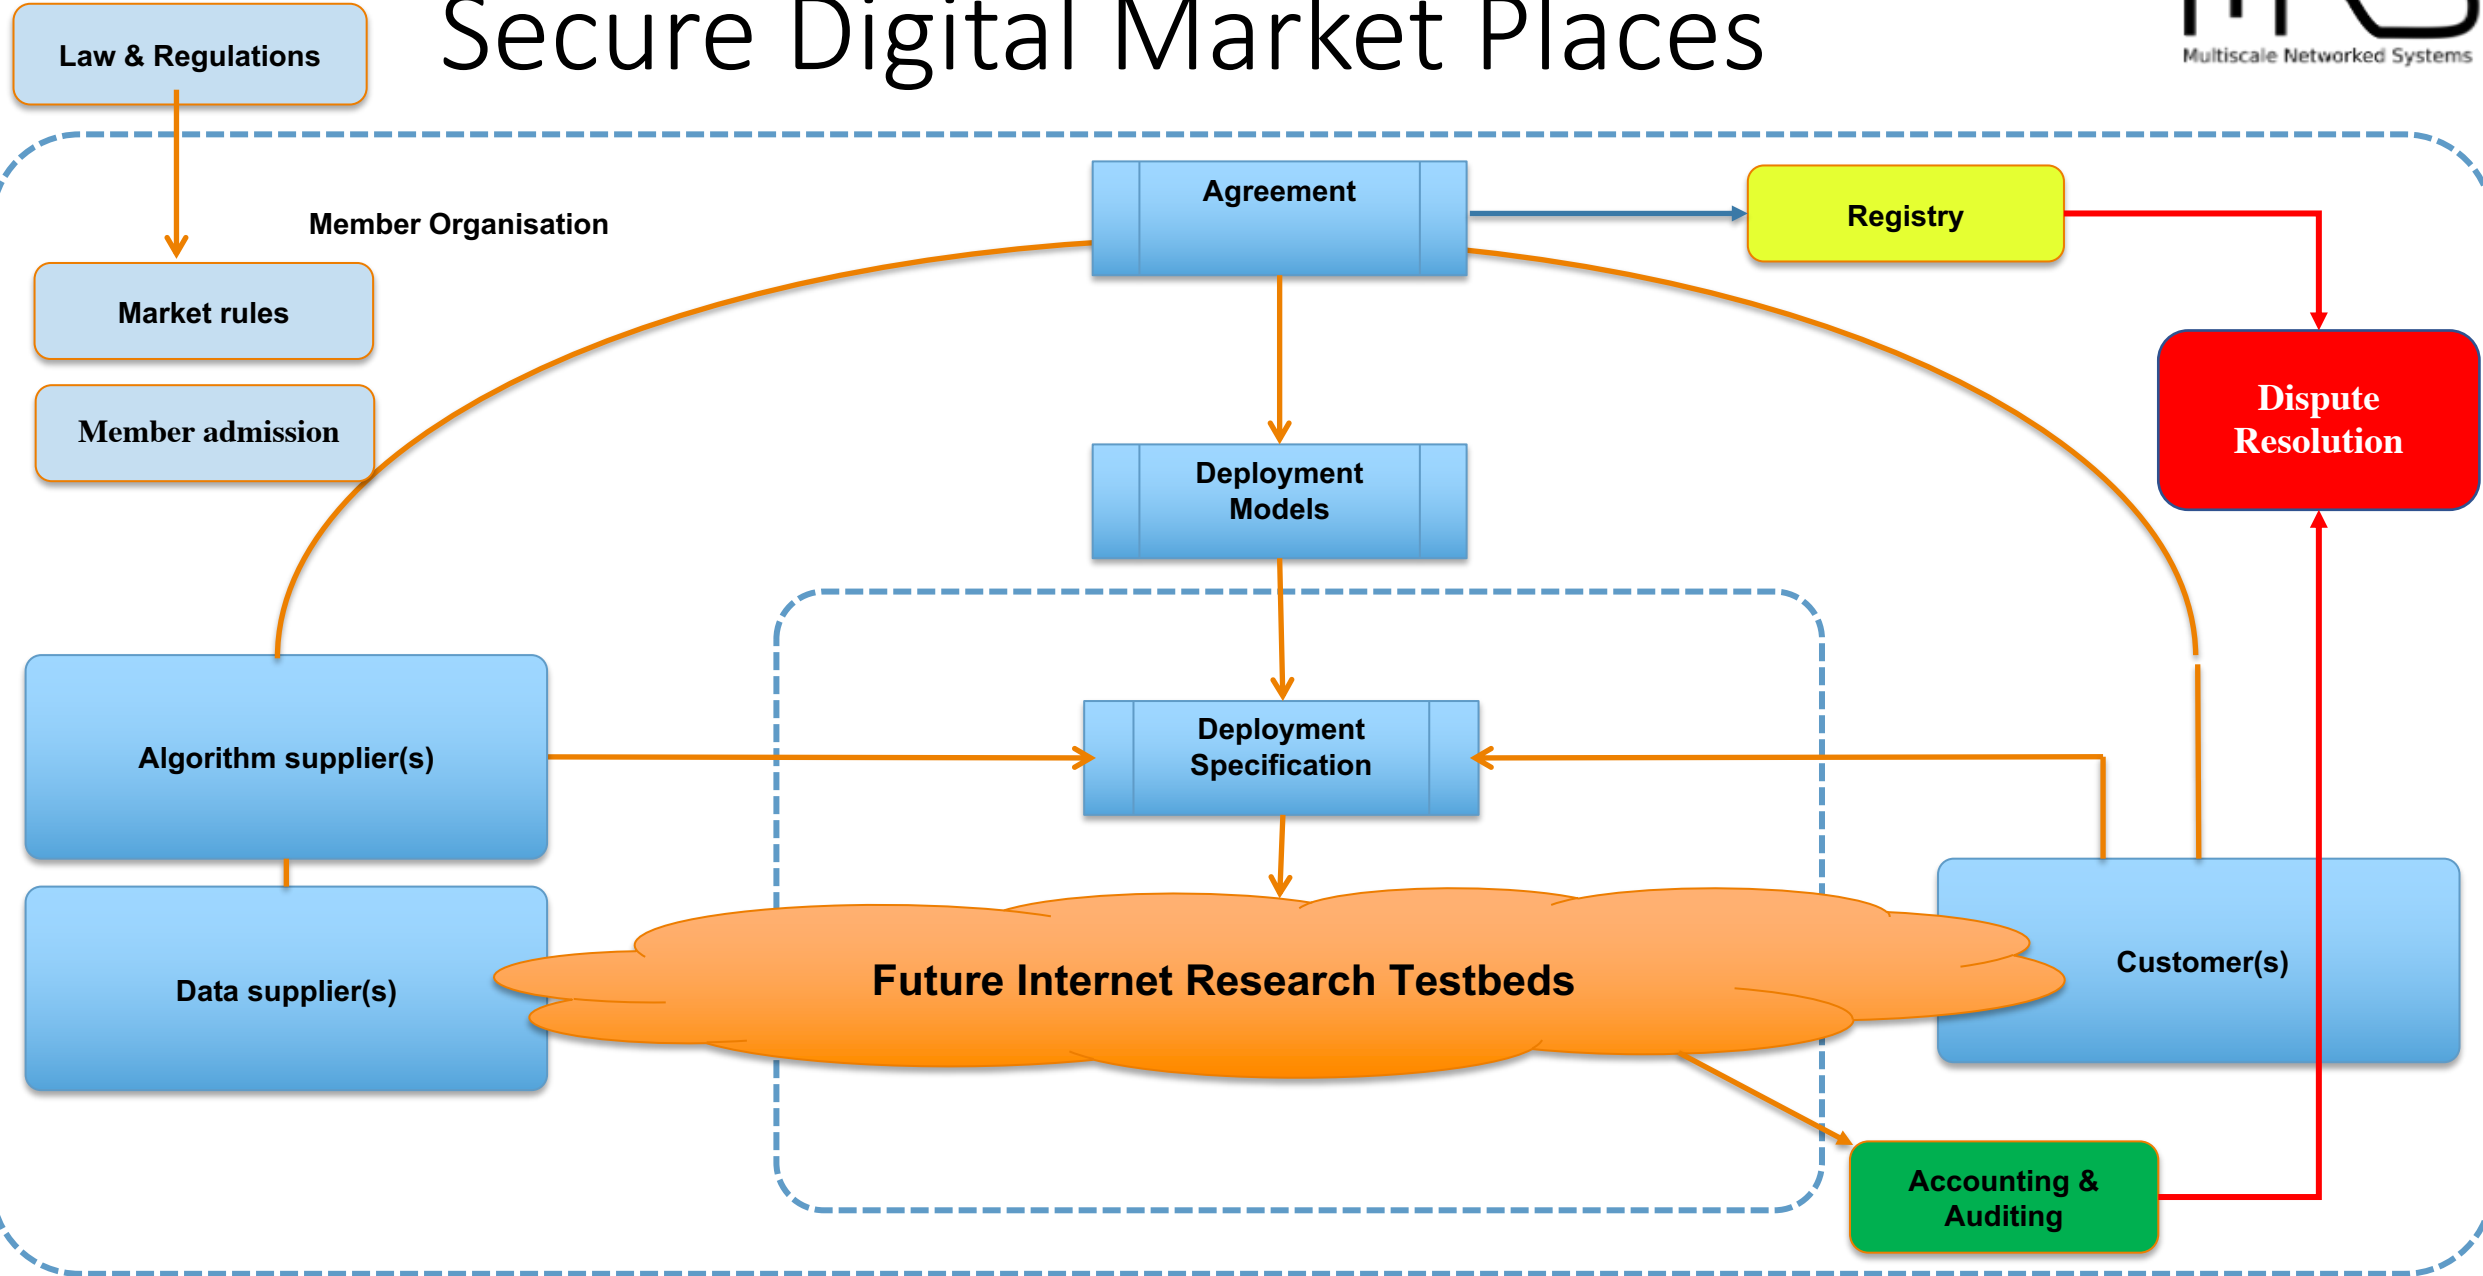 Secure Digital Market Places
Multiscale Networked Systems
Law & Regulations
Member Organisation
Market rules
Member admission
Agreement
Registry
Dispute
Resolution
Deployment
Models
Deployment
Specification
Algorithm supplier(s)
Data supplier(s)
Future Internet Research Testbeds
Customer(s)
Accounting &
Auditing